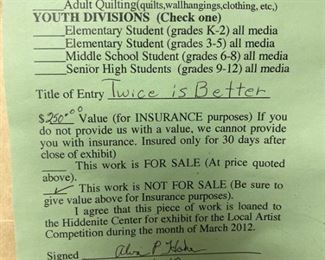 Adult Quilting(quilts,wallhangings,clothing, etc,)
YOUTH DIVISIONS (Check one)
Elementary Student (grades K-2) all media
Elementary Student (grades 3-5) all media
Middle School Student (grades 6-8) all media
Senior High Students (grades 9-12) all media
Title of Entry Twice is Better
$250.00 Value (for INSURANCE purposes) If you
do not provide us with a value, we cannot provide
you with insurance. Insured only for 30 days after
close of exhibit)
This work is FOR SALE (At price quoted
above).
✓ This work is NOT FOR SALE (Be sure to
give value above for Insurance purposes).
I agree that this piece of work is loaned to
the Hiddenite Center for exhibit for the Local Artist
Competition during the month of March 2012.
Signed